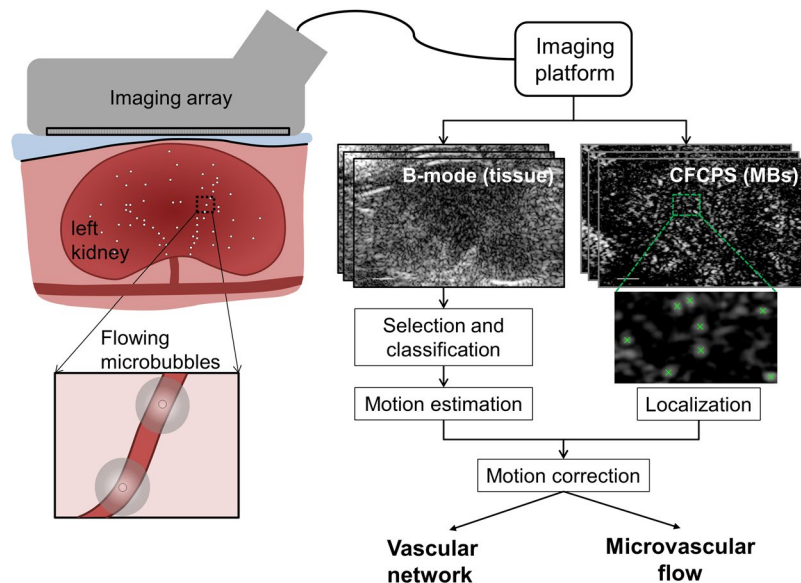 Imaging array
Imaging
platform
B-mode (tissue)
CFCPS (MBs)
left
kidney
Flowing
microbubbles
Selection and
classification
Motion estimation
Localization
Motion correction
Vascular
network
Microvascular
flow